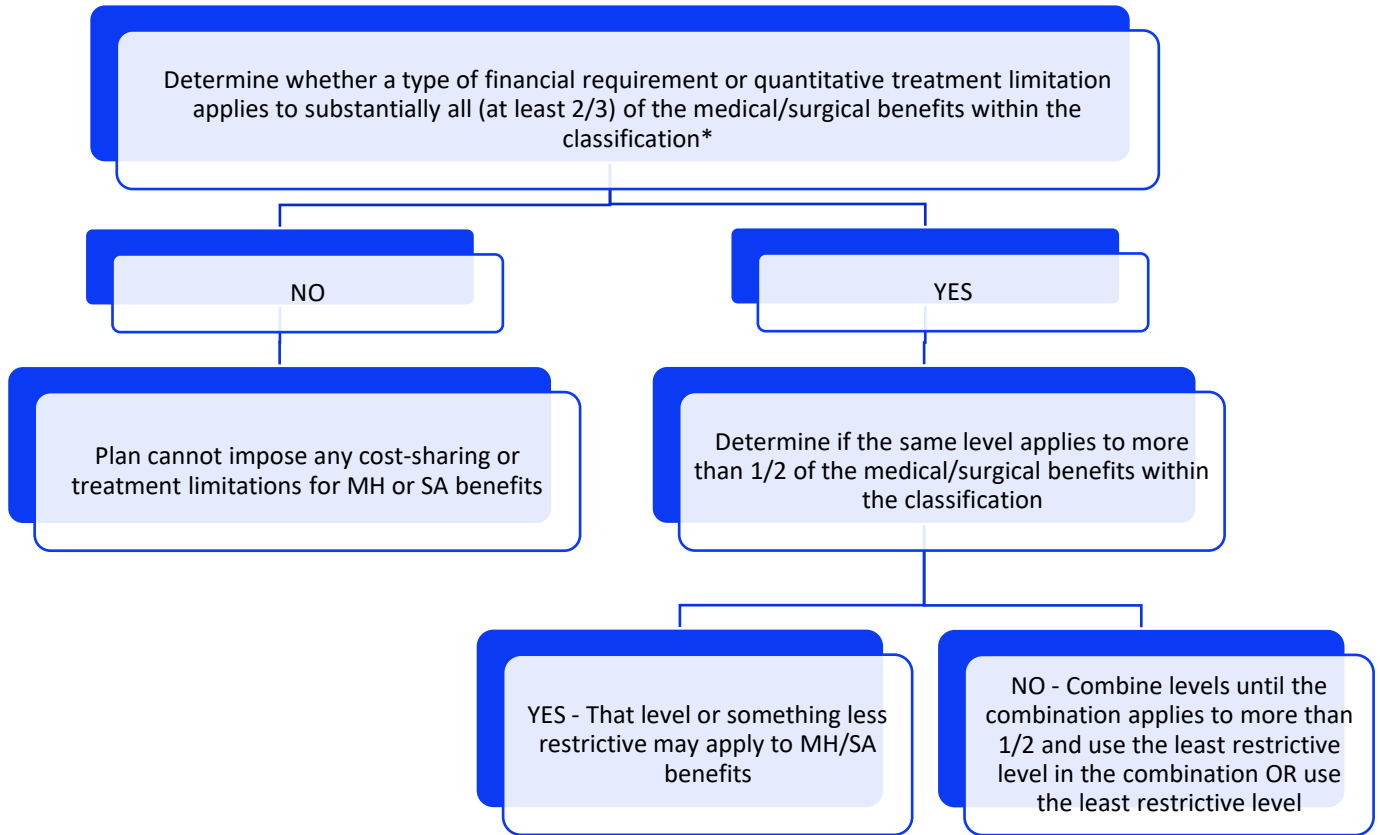 Determine whether a type of financial requirement or quantitative treatment limitation
applies to substantially all (at least 2/3) of the medical/surgical benefits within the
classification*
NO
YES
Plan cannot impose any cost-sharing or
treatment limitations for MH or SA benefits
Determine if the same level applies to more
than 1/2 of the medical/surgical benefits within
the classification
YES - That level or something less
restrictive may apply to MH/SA
benefits
NO - Combine levels until the
combination applies to more than
1/2 and use the least restrictive
level in the combination OR use
the least restrictive level